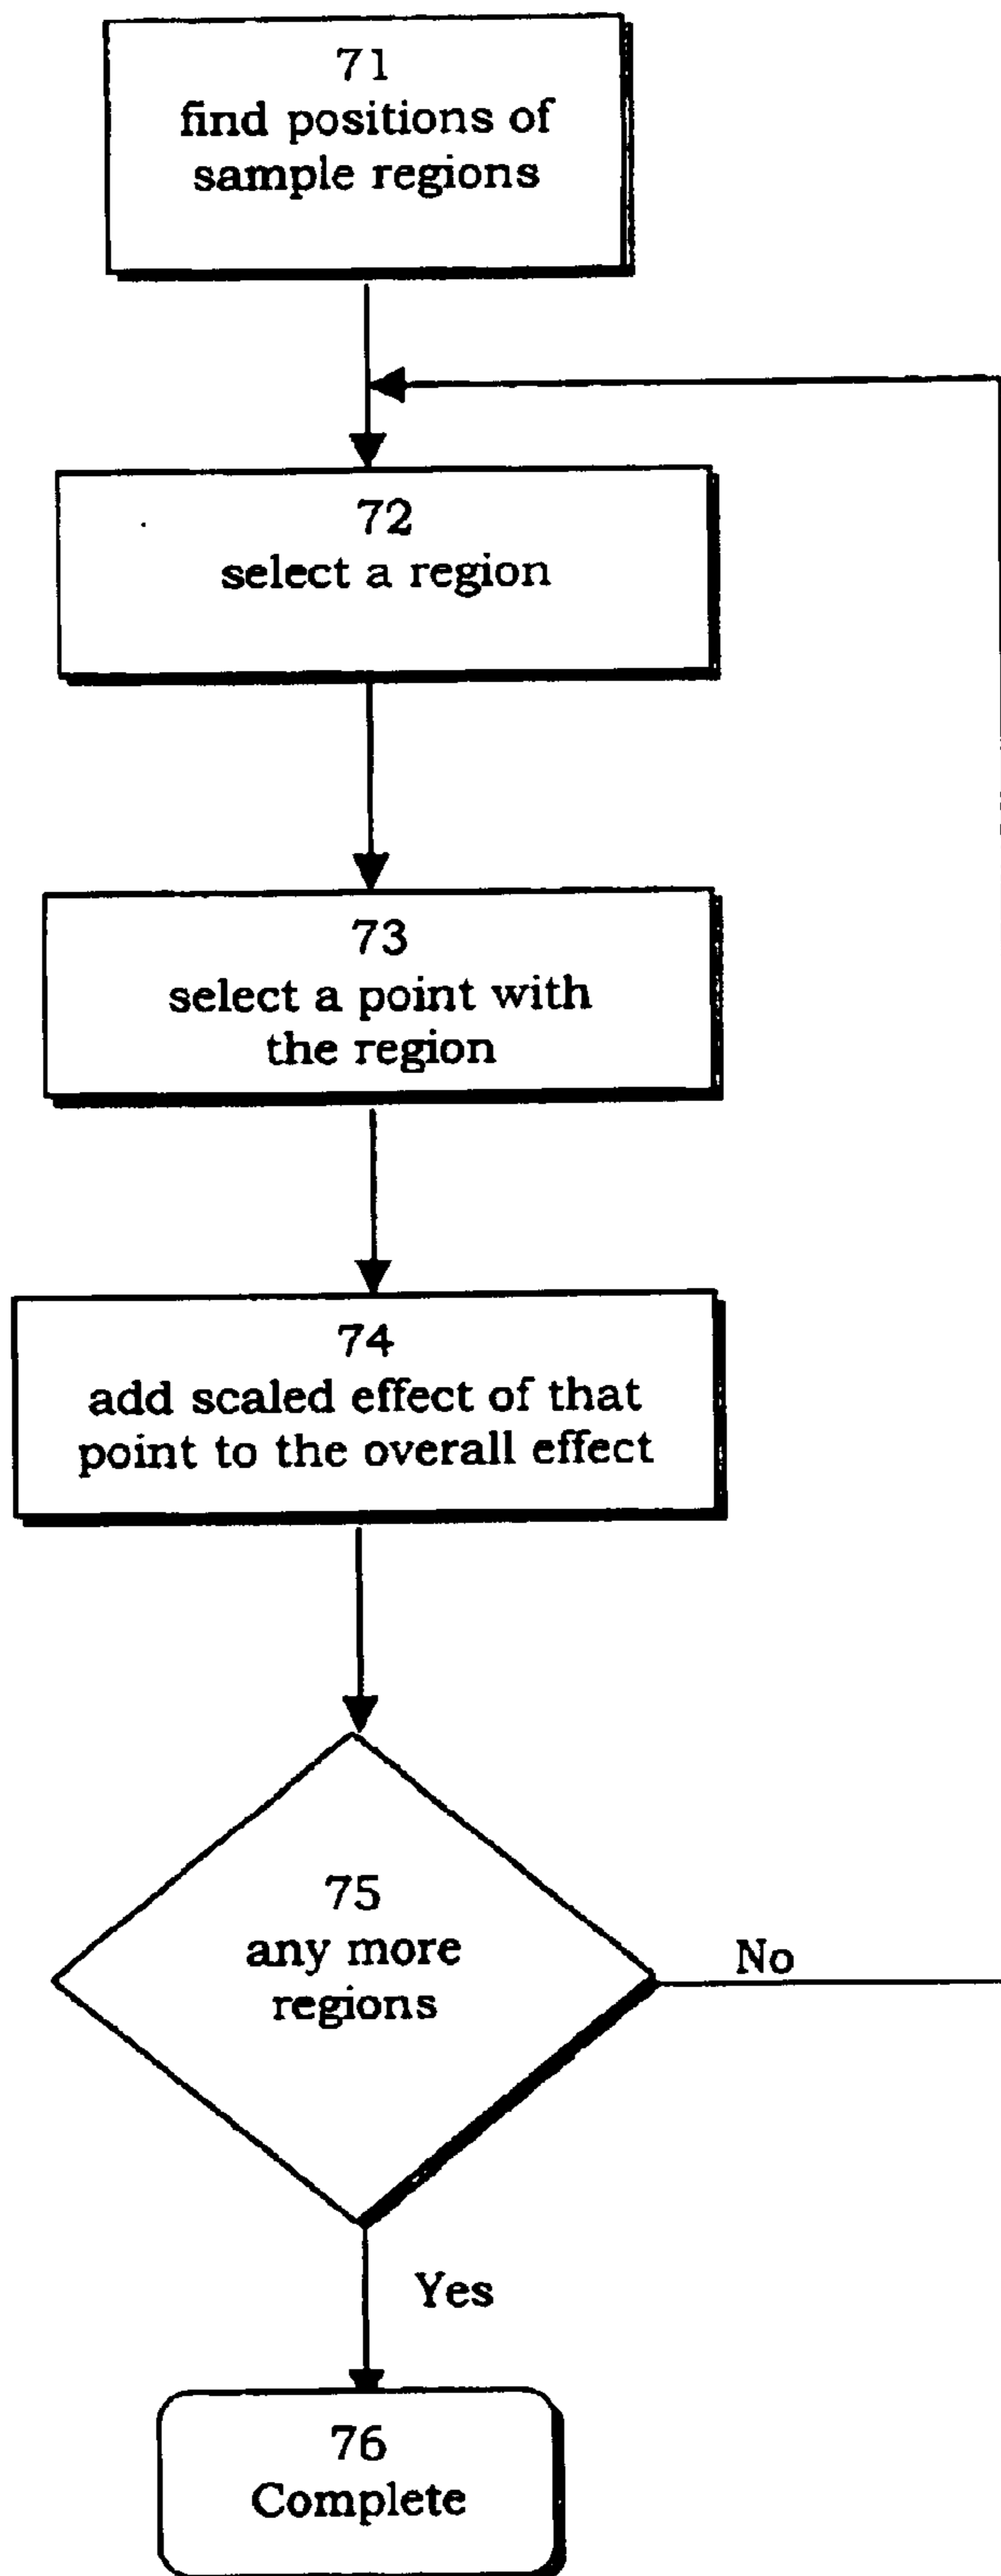 71
find positions of
sample regions
72
select a region
73
select a point with
the region
74
add scaled effect of that
point to the overall effect
75
any more
regions
No
Yes
76
Complete